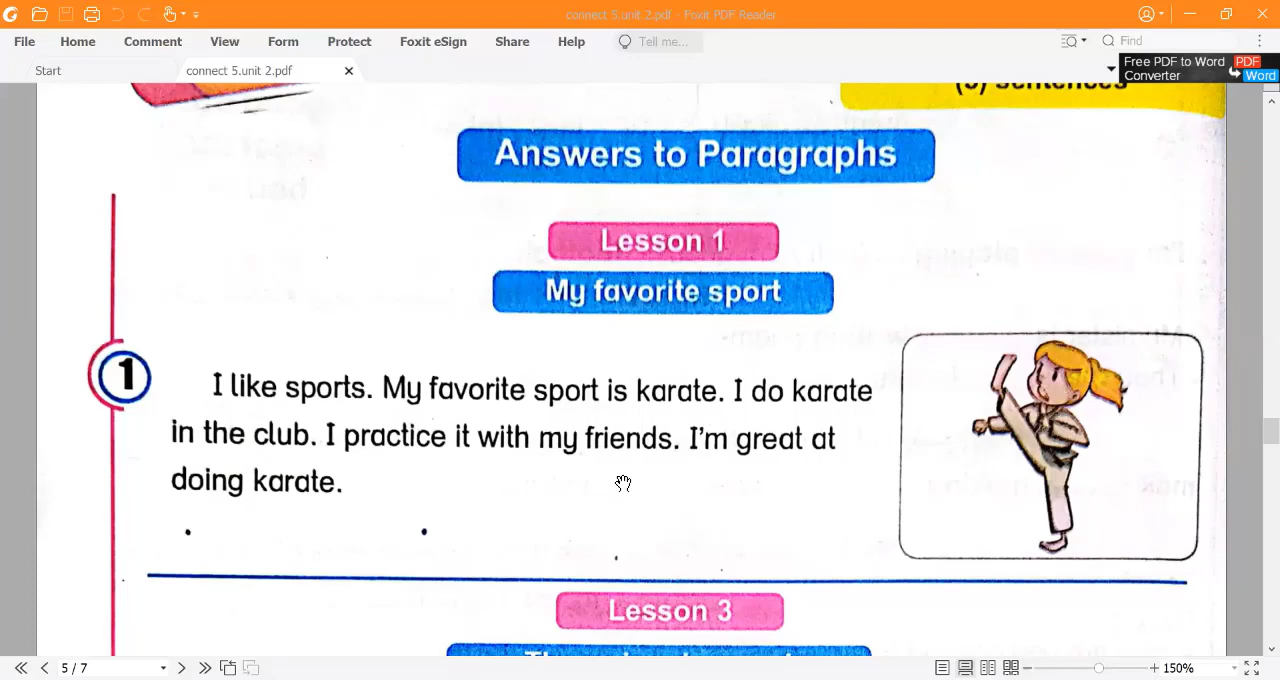 connect 5.unit 2.pdf - Foxit PDF Reader
File Home Comment View Form Protect Foxit eSign Share Help Tell me... Find
Start connect 5.unit 2.pdf
Free PDF to Word PDF
Converter Word
sentences
Answers to Paragraphs
Lesson 1
My favorite sport
1
I like sports. My favorite sport is karate. I do karate
in the club. I practice it with my friends. I'm great at
doing karate.
Lesson 3
5 / 7
150%